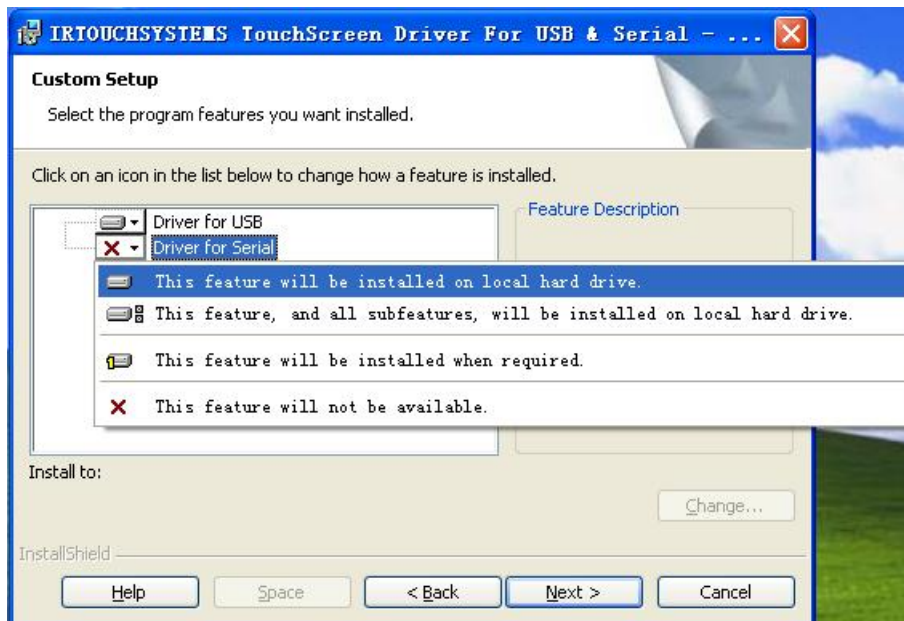 IRTOUCHSYSTEMS TouchScreen Driver For USB & Serial - ...
Custom Setup
Select the program features you want installed.
Click on an icon in the list below to change how a feature is installed.
Driver for USB
Feature Description
Driver for Serial
This feature will be installed on local hard drive.
This feature, and all subfeatures, will be installed on local hard drive.
This feature will be installed when required.
This feature will not be available.
Install to:
Change...
InstallShield
Help Space < Back Next > Cancel